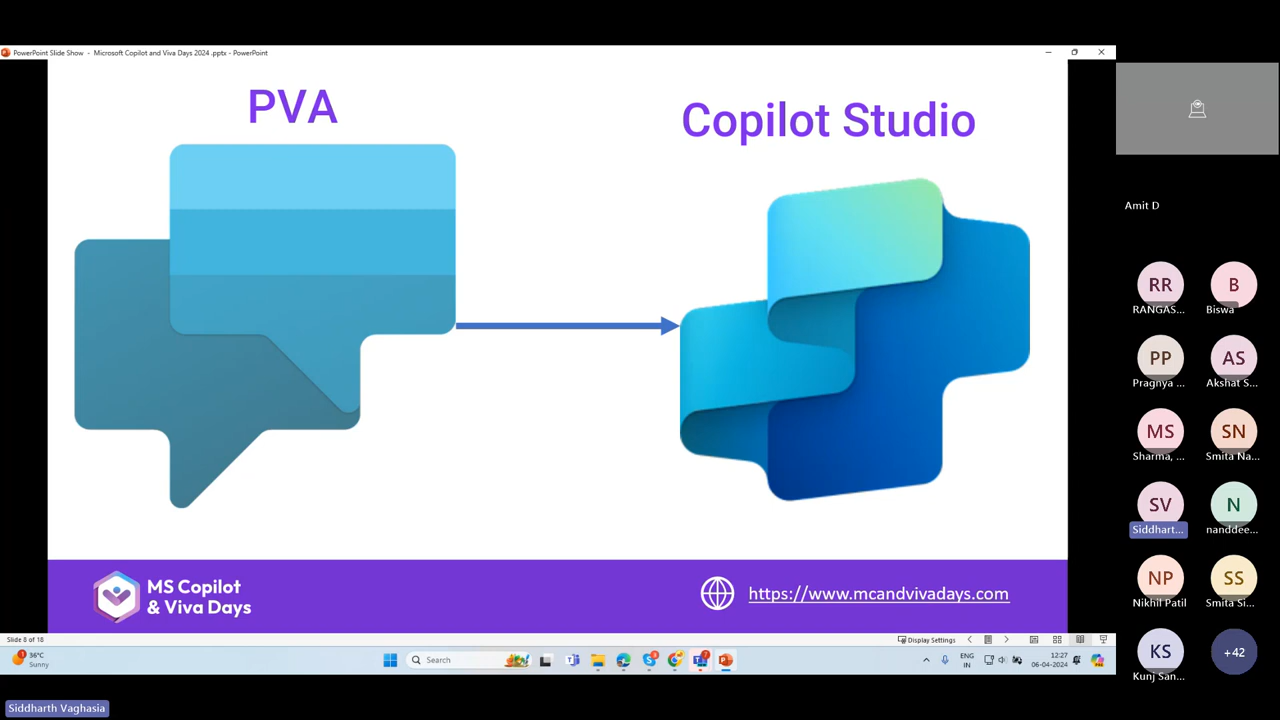 PowerPoint Slide Show - Microsoft Copilot and Viva Days 2024 .pptx - PowerPoint
PVA
Copilot Studio
MS Copilot
& Viva Days
https://www.mcandvivadays.com
Slide 8 of 18
Display Settings
1
36°C
Sunny
Search
ENG
IN
12:27
06-04-2024
Siddharth Vaghasia
Amit D
RR
RANGAS...
B
Biswa
PP
Pragnya ...
AS
Akshat S...
MS
Sharma, ...
SN
Smita Na...
SV
Siddhart...
N
nanddee...
NP
Nikhil Patil
SS
Smita Si...
KS
Kunj San...
+42